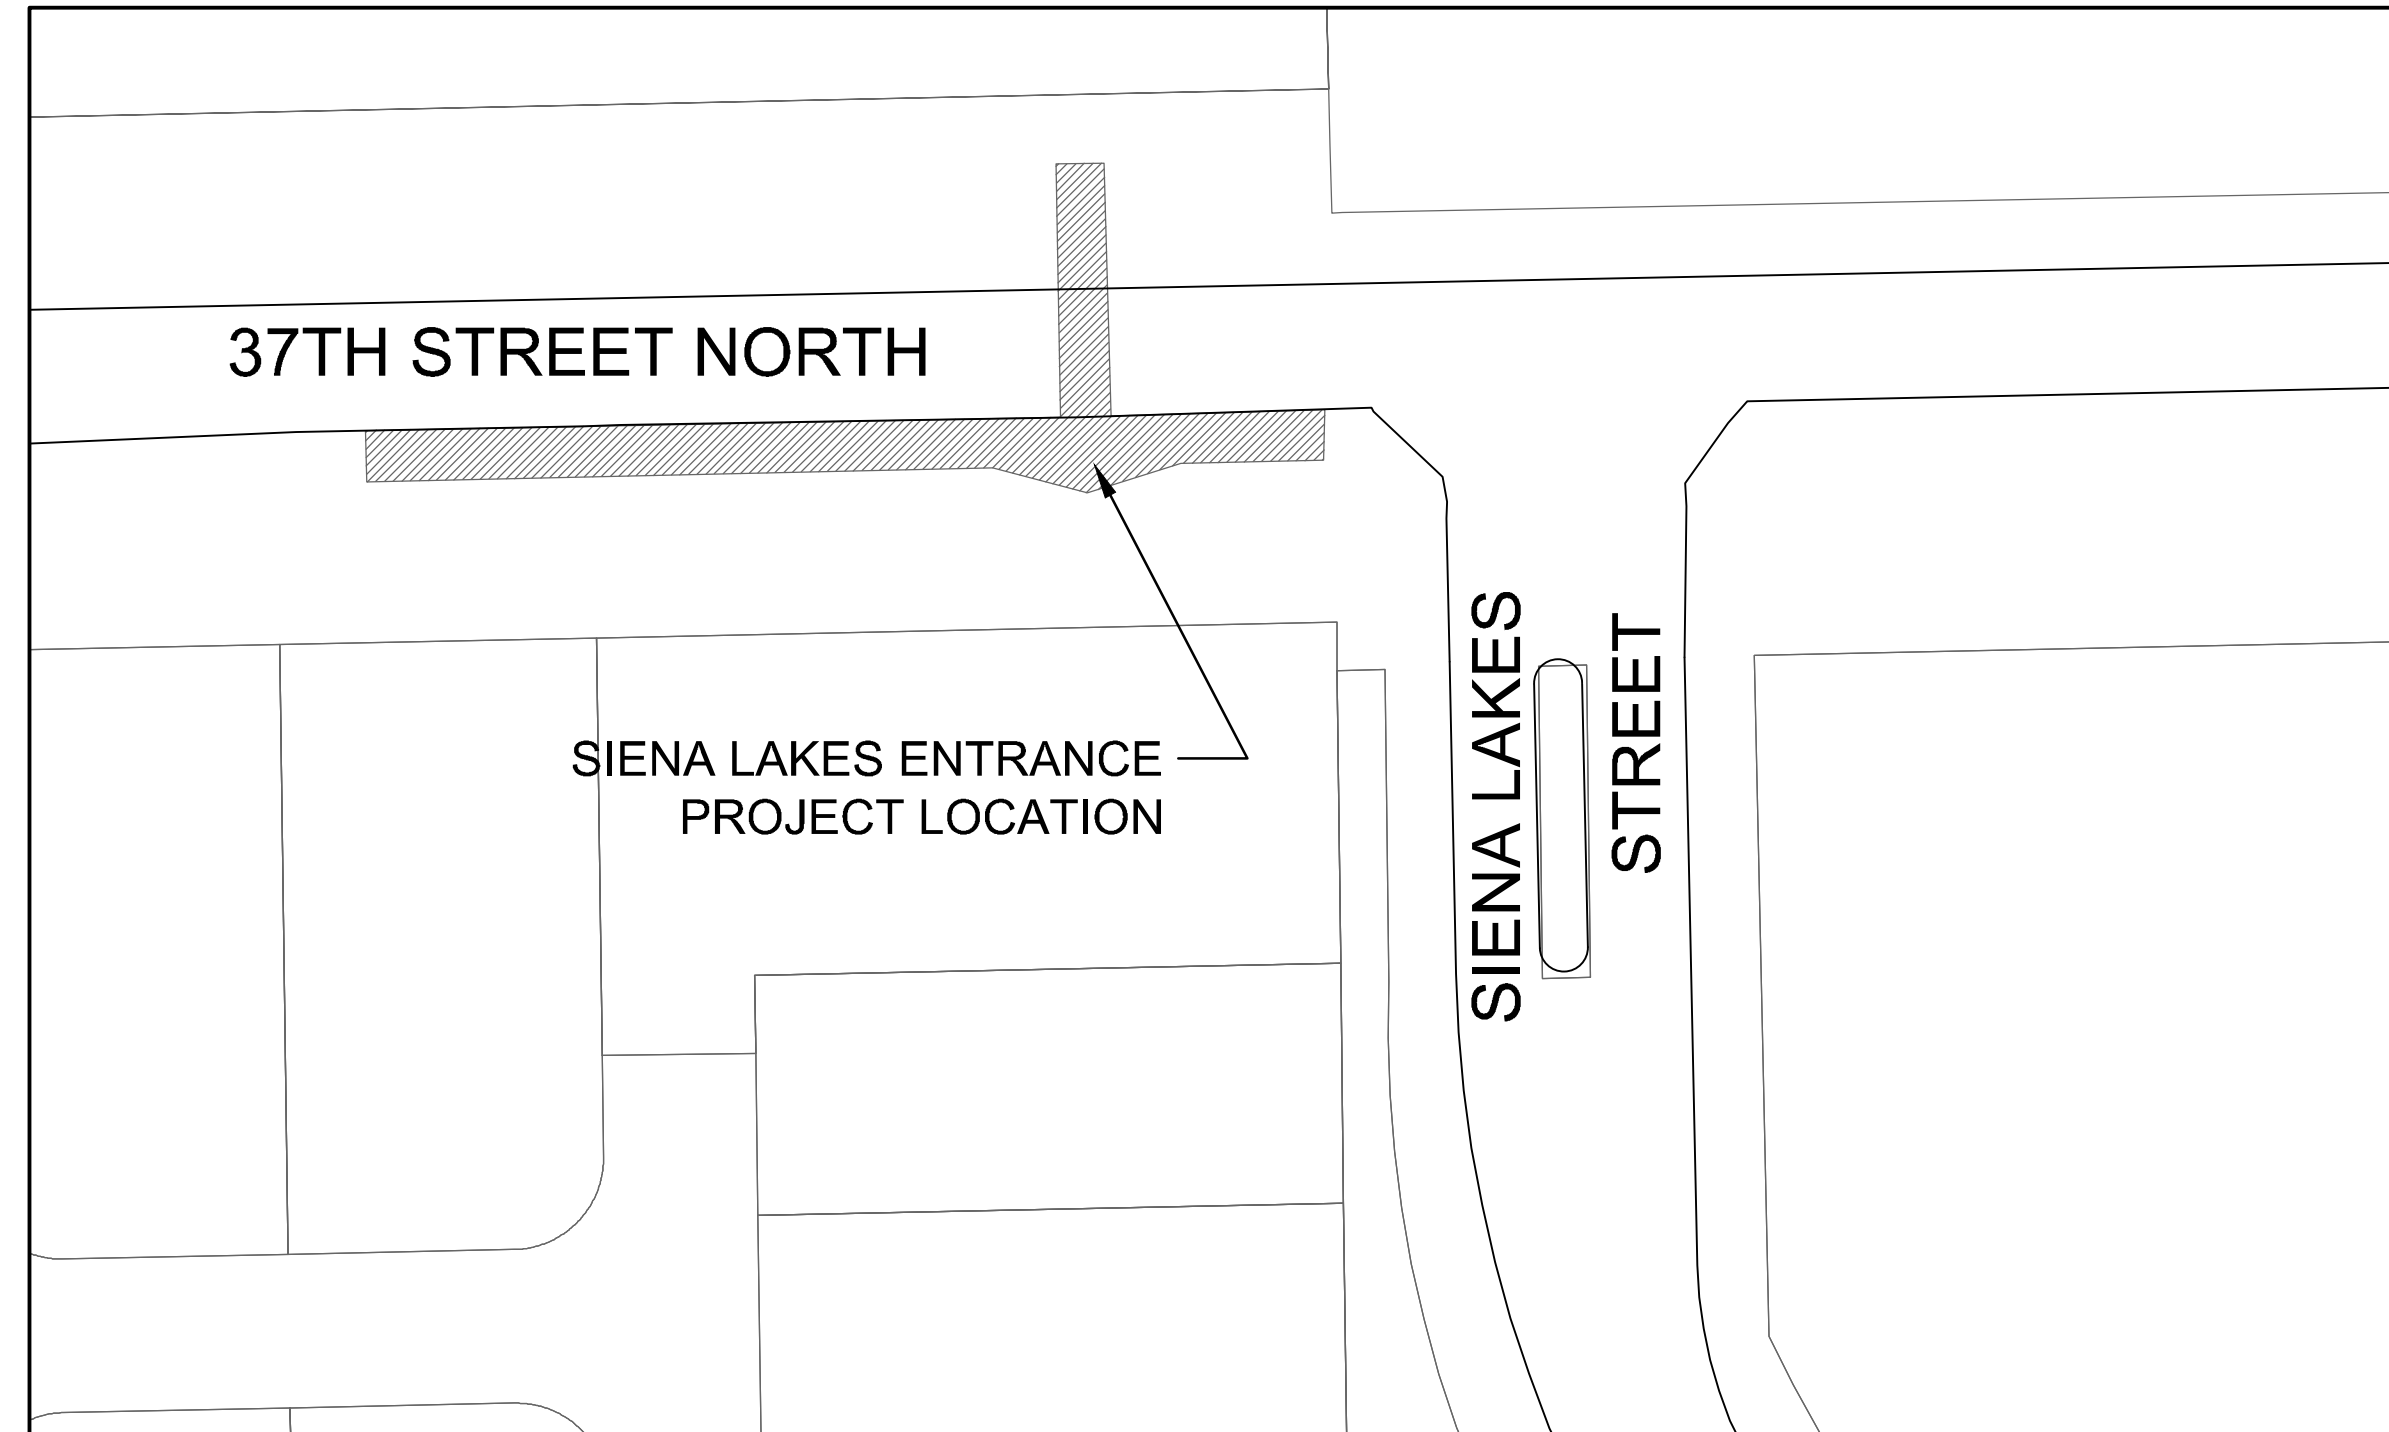 37TH STREET NORTH
SIENA LAKES ENTRANCE
PROJECT LOCATION
SIENA LAKES
STREET